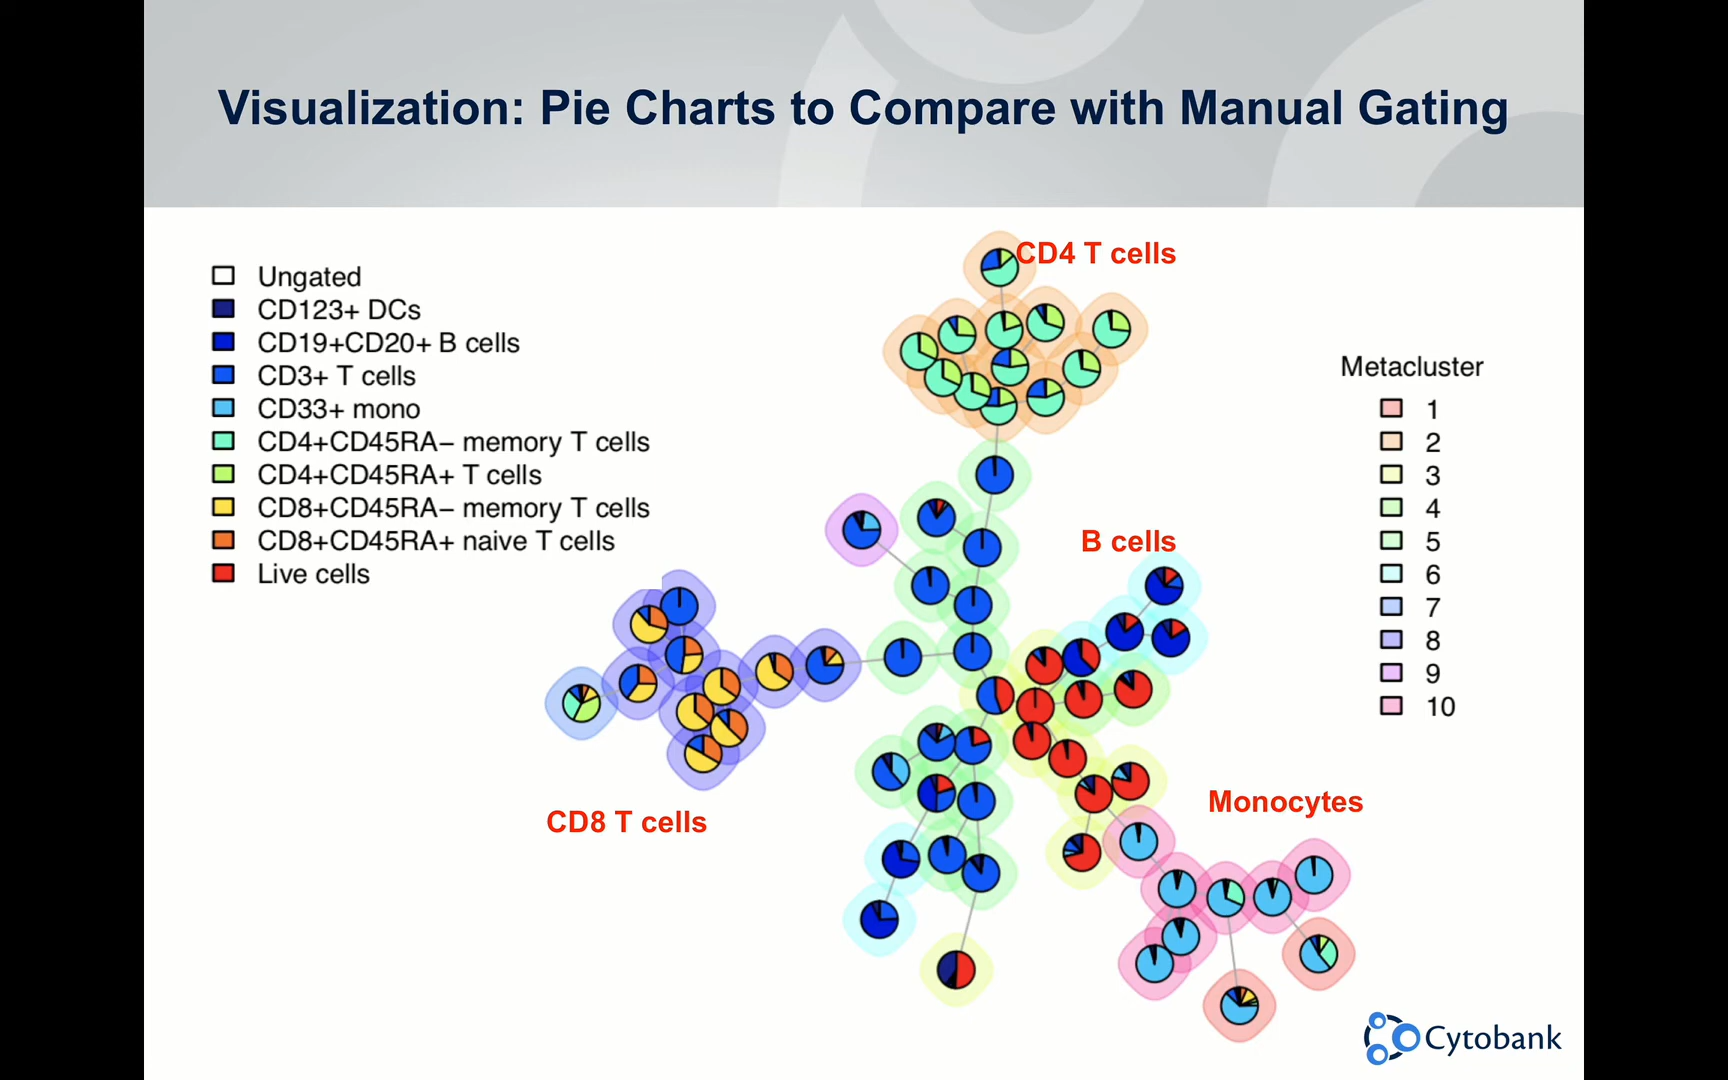 Visualization: Pie Charts to Compare with Manual Gating
Ungated
CD123+ DCs
CD19+CD20+ B cells
CD3+ T cells
CD33+ mono
CD4+CD45RA− memory T cells
CD4+CD45RA+ T cells
CD8+CD45RA− memory T cells
CD8+CD45RA+ naive T cells
Live cells
CD4 T cells
B cells
CD8 T cells
Monocytes
Metacluster
1
2
3
4
5
6
7
8
9
10
Cytobank